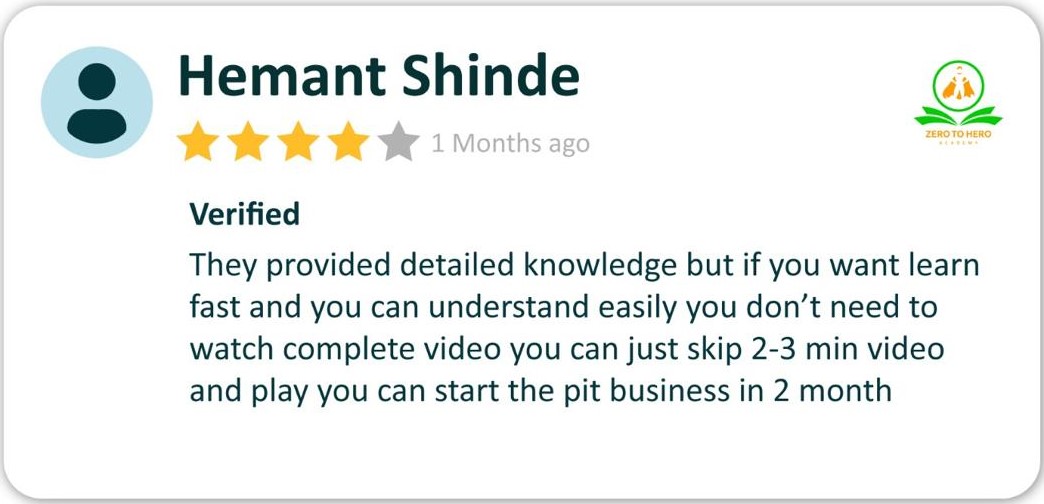 Hemant Shinde
1 Months ago
ZERO TO HERO
ACADEMY
Verified
They provided detailed knowledge but if you want learn
fast and you can understand easily you don’t need to
watch complete video you can just skip 2-3 min video
and play you can start the pit business in 2 month